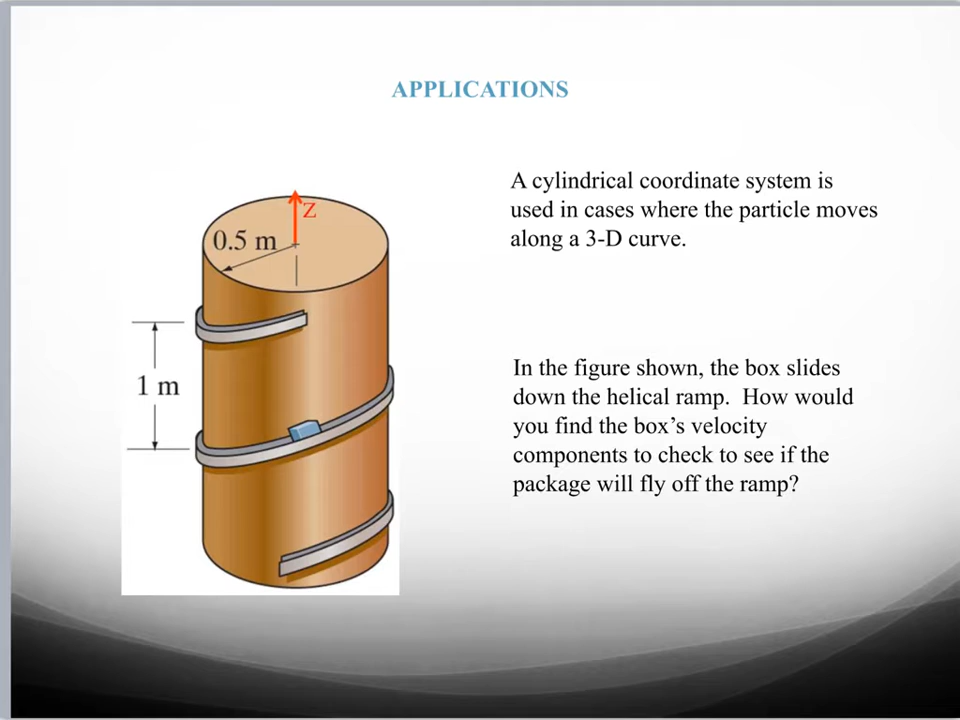 APPLICATIONS
A cylindrical coordinate system is
used in cases where the particle moves
along a 3-D curve.
z
0.5 m
1 m
In the figure shown, the box slides
down the helical ramp.  How would
you find the box’s velocity
components to check to see if the
package will fly off the ramp?